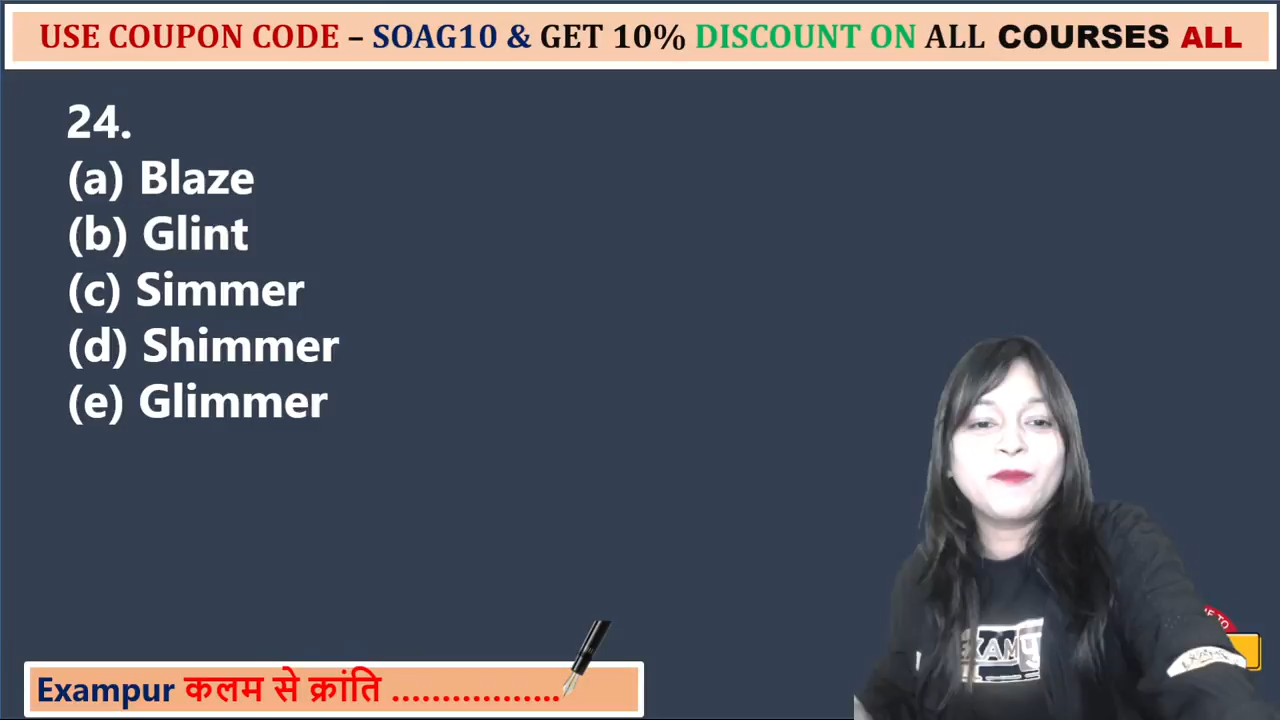 USE COUPON CODE – SOAG10 & GET 10% DISCOUNT ON ALL COURSES ALL
24.
(a) Blaze
(b) Glint
(c) Simmer
(d) Shimmer
(e) Glimmer
Exampur कलम से क्रांति .................